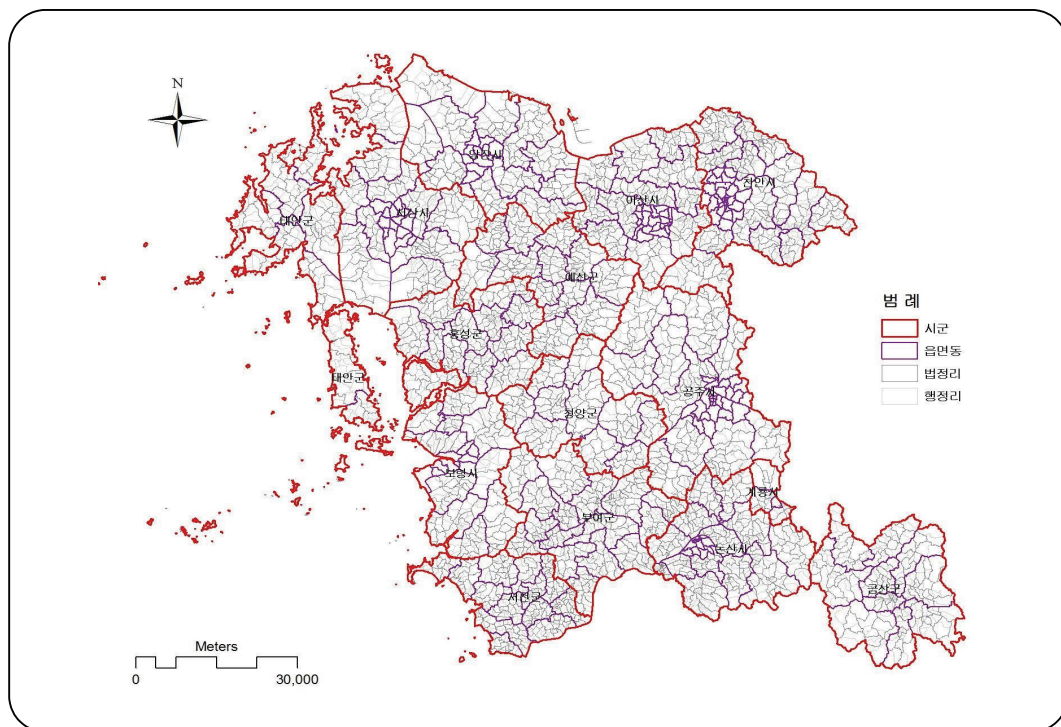 N
당진시
천안시
아산시
서산시
태안군
예산군
홍성군
태안군
공주시
청양군
보령시
계룡시
부여군
논산시
금산군
서천군
범 례
시군
읍면동
법정리
행정리
Meters
0 30,000